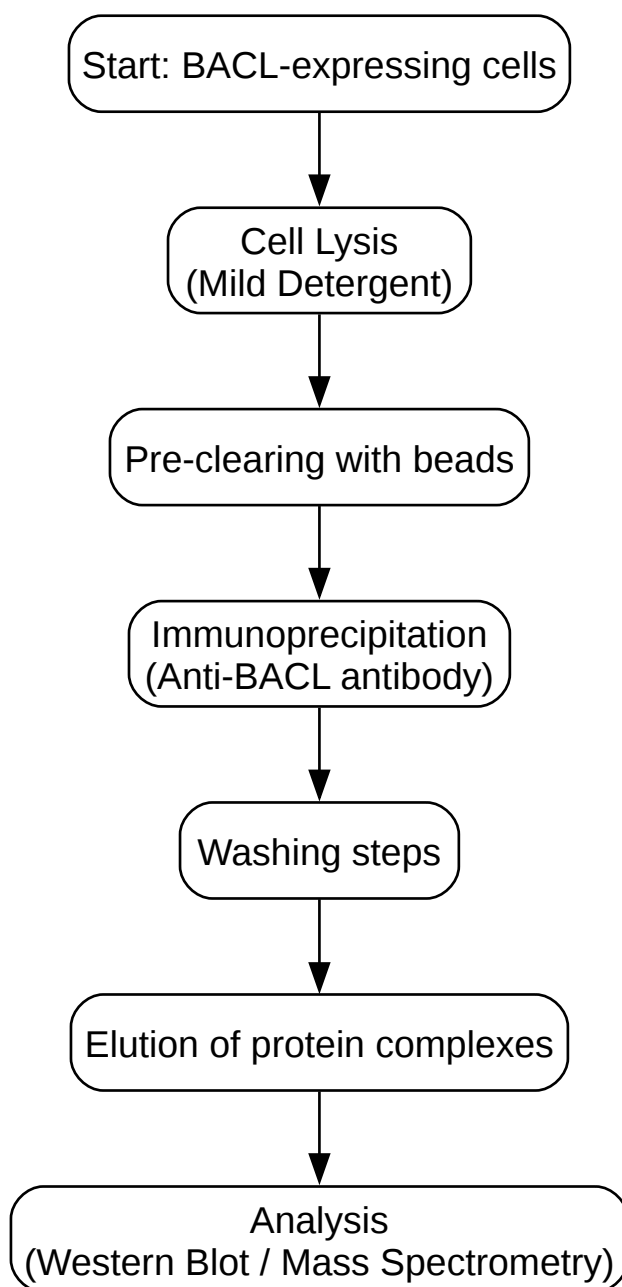 Start: BACL-expressing cells
Cell Lysis
(Mild Detergent)
Pre-clearing with beads
Immunoprecipitation
(Anti-BACL antibody)
Washing steps
Elution of protein complexes
Analysis
(Western Blot / Mass Spectrometry)